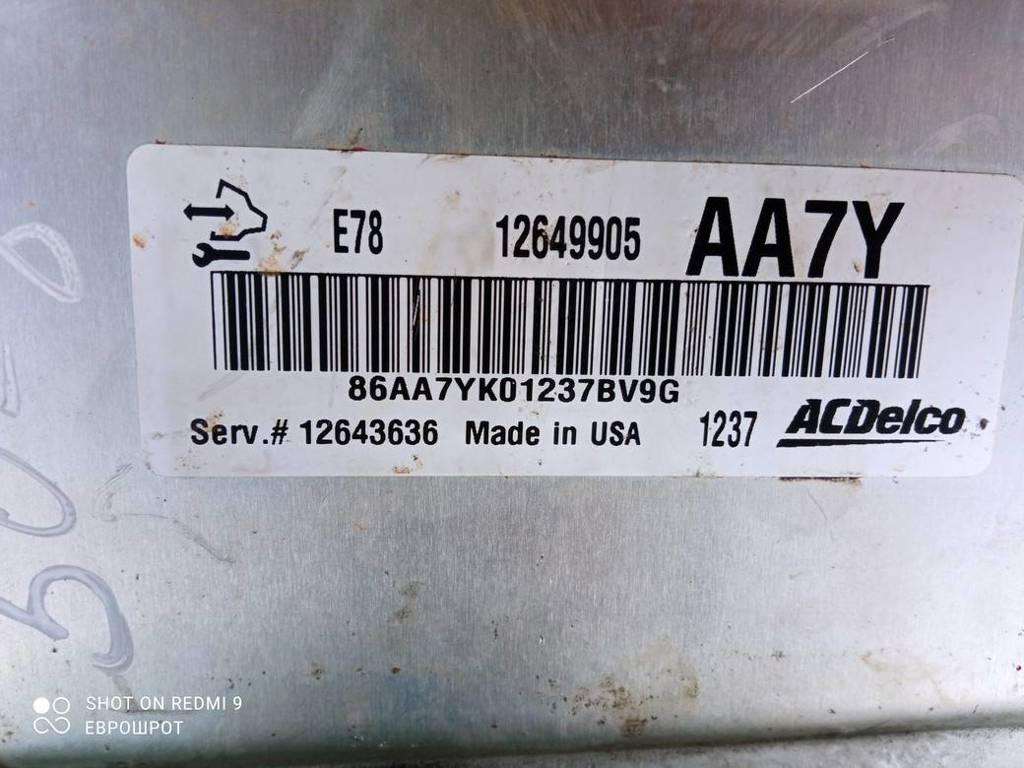 E78 12649905 AA7Y
86AA7YK01237BV9G
Serv.# 12643636 Made in USA 1237 ACDelco
SHOT ON REDMI 9
ЕВРОШРОТ